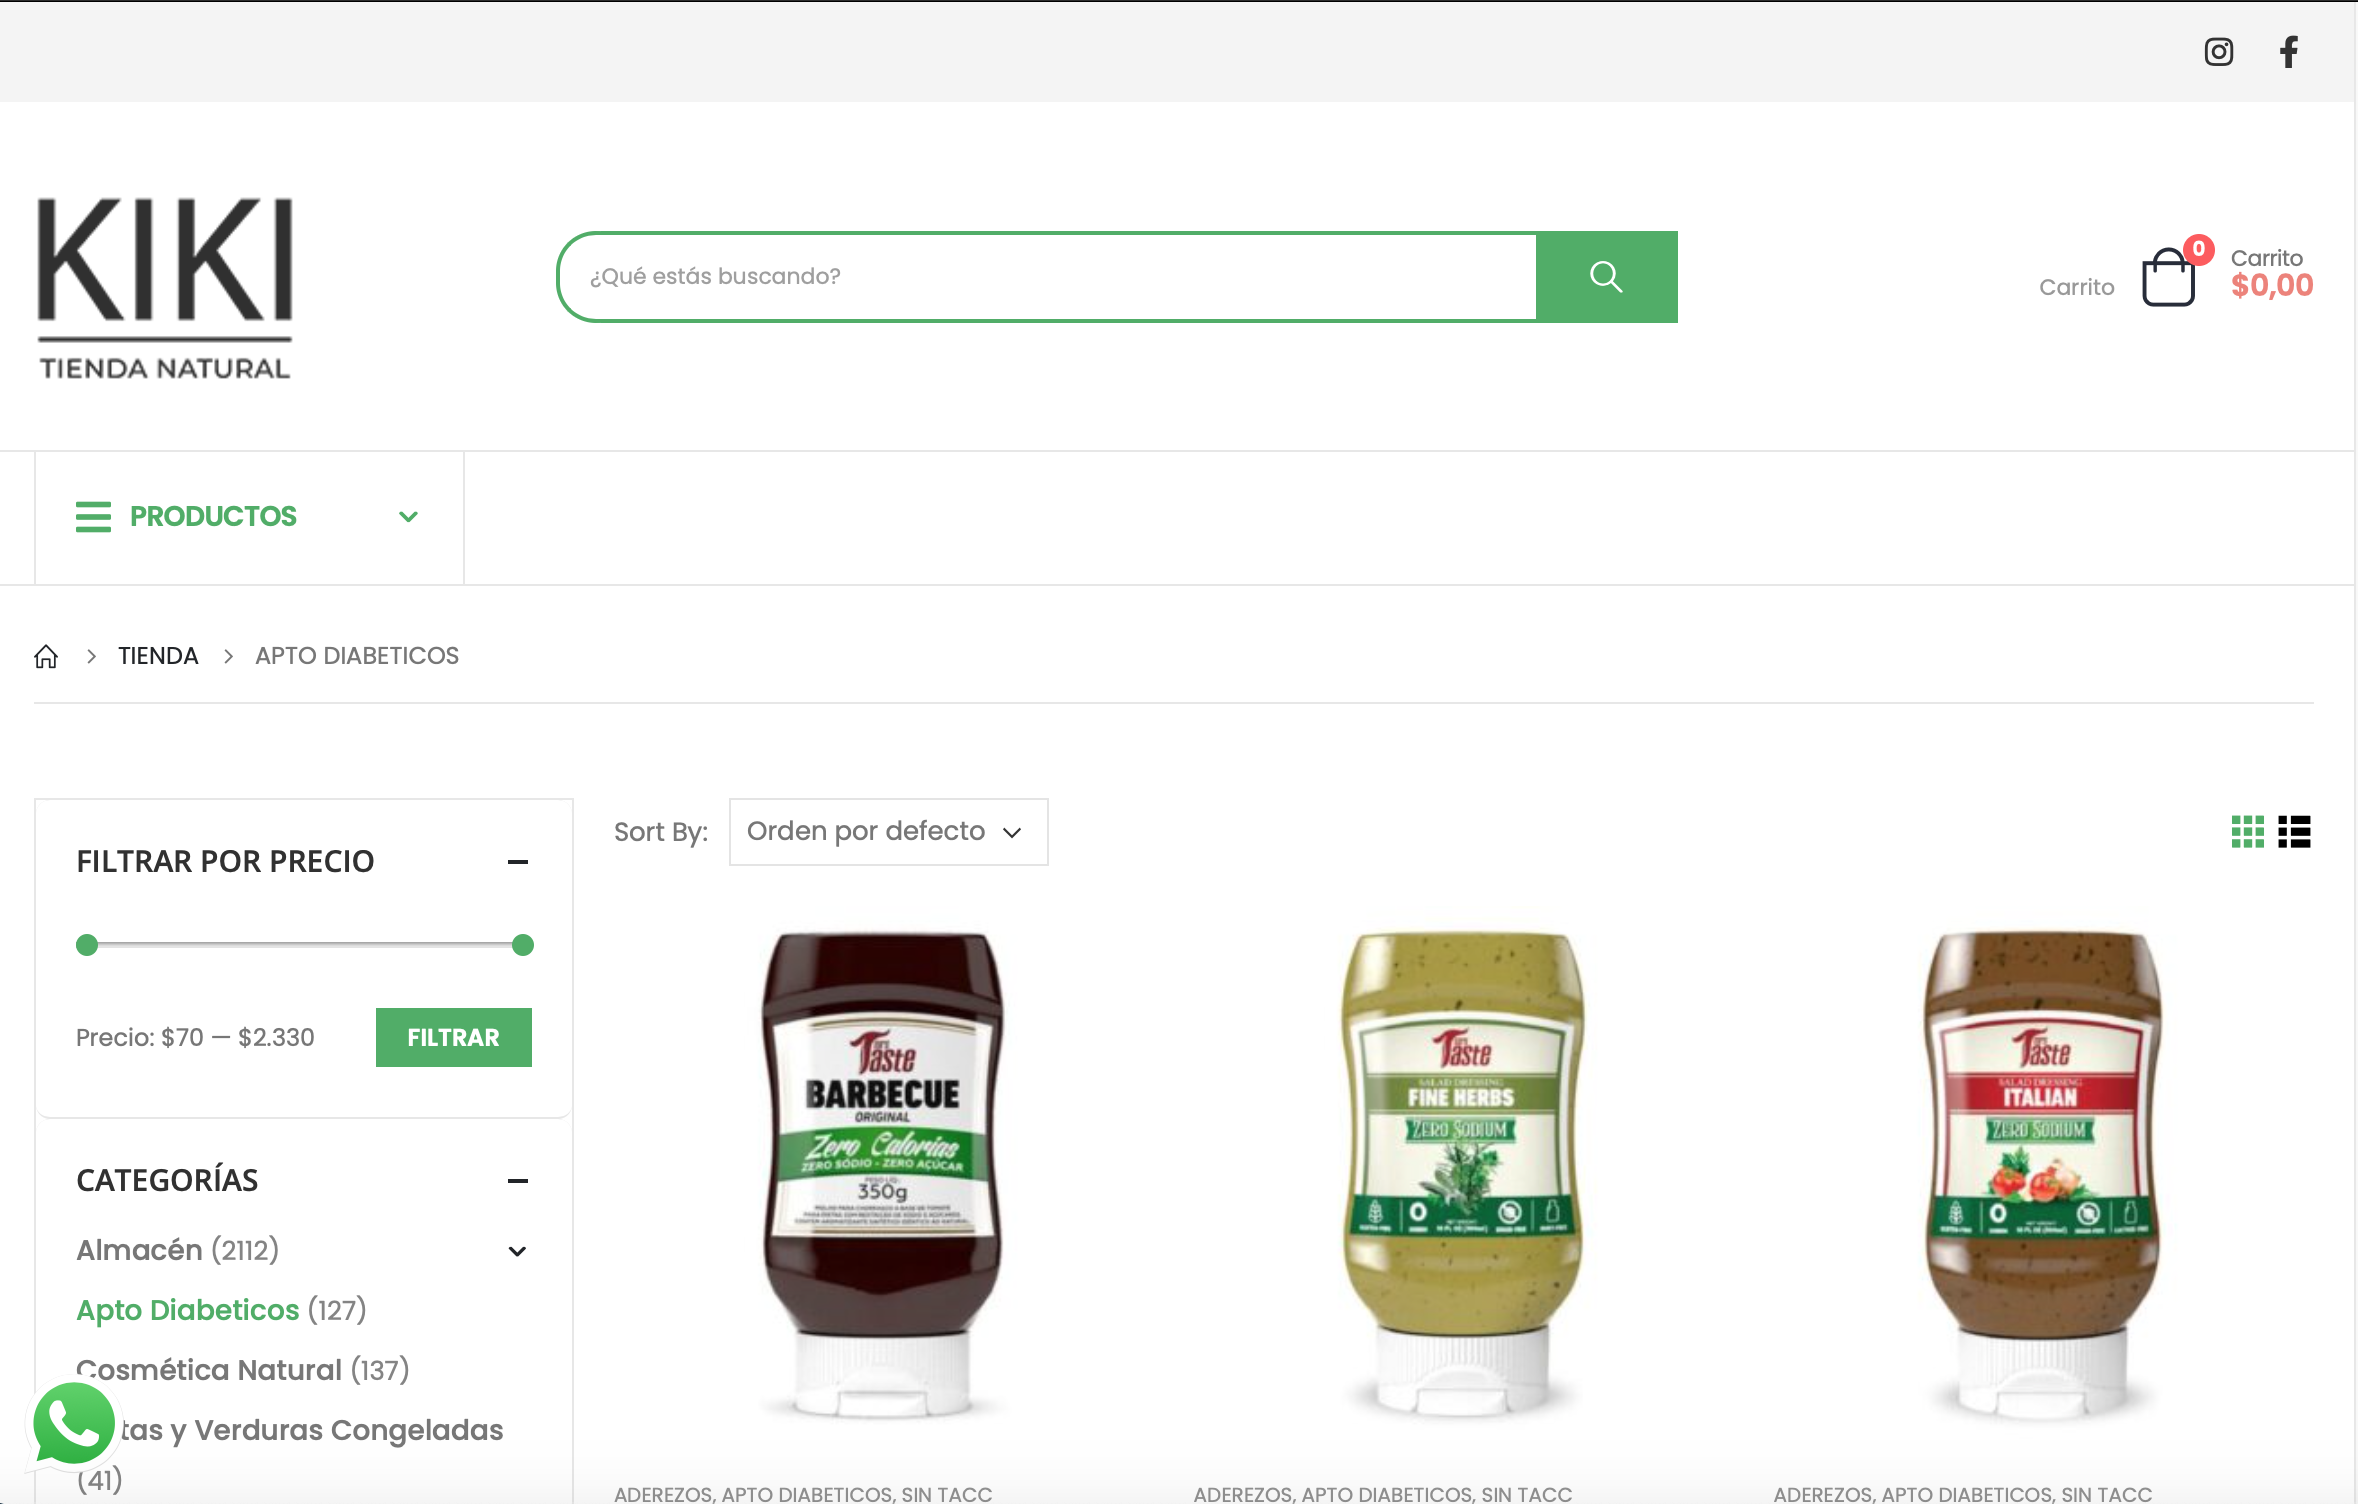 KIKI
TIENDA NATURAL
¿Qué estás buscando?
Carrito
0
Carrito
$0,00
PRODUCTOS
TIENDA
APTO DIABETICOS
FILTRAR POR PRECIO
Precio: $70 — $2.330
FILTRAR
CATEGORÍAS
Almacén (2112)
Apto Diabeticos (127)
Cosmética Natural (137)
y Verduras Congeladas
(41)
Sort By:
Orden por defecto
Taste
BARBECUE
ORIGINAL
Zero Calorias
ZERO SÓDIO - ZERO AÇÚCAR
350g
ADEREZOS, APTO DIABETICOS, SIN TACC
Taste
SALAD DRESSING
FINE HERBS
ZERO SODIUM
ADEREZOS, APTO DIABETICOS, SIN TACC
Taste
SALAD DRESSING
ITALIAN
ZERO SODIUM
ADEREZOS, APTO DIABETICOS, SIN TACC